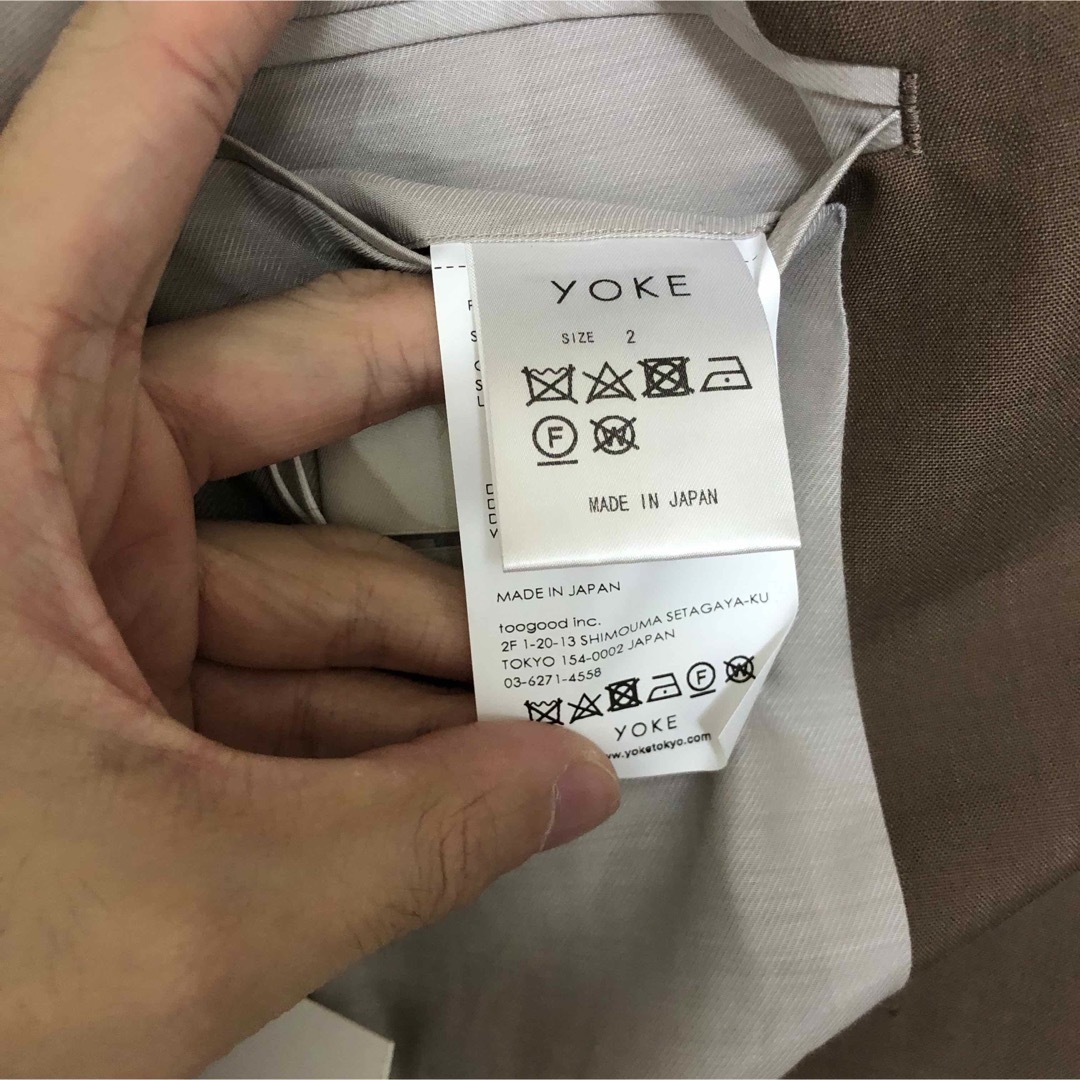 YOKE
SIZE 2
F
W
MADE IN JAPAN
MADE IN JAPAN
toogood inc.
2F 1-20-13 SHIMOUMA SETAGAYA-KU
TOKYO 154-0002 JAPAN
03-6271-4558
F W
YOKE
www.yoketokyo.com